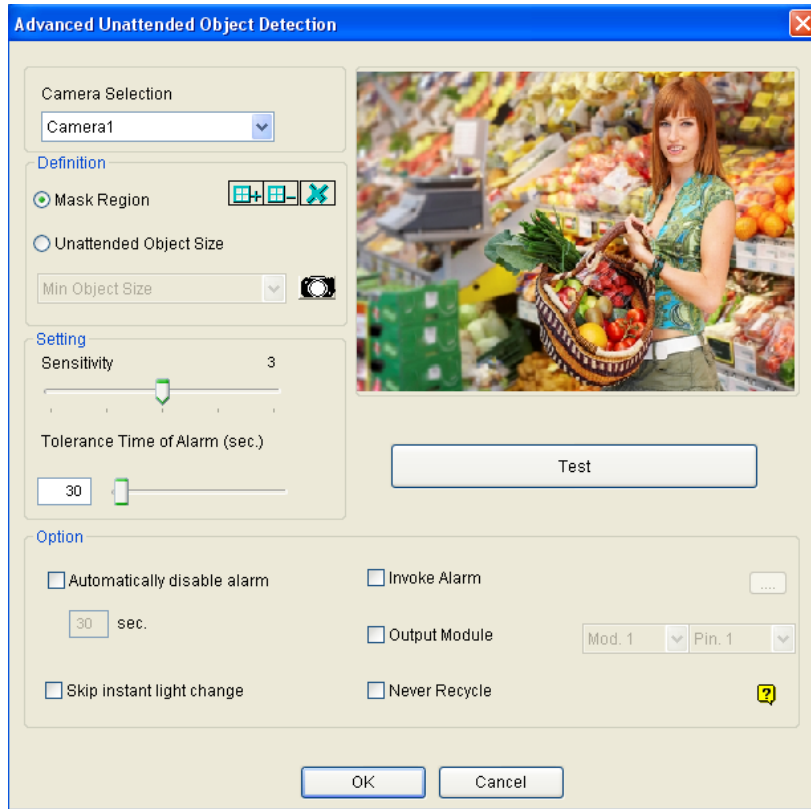 Advanced Unattended Object Detection
Camera Selection
Camera1
Definition
Mask Region
Unattended Object Size
Min Object Size
Setting
Sensitivity 3
Tolerance Time of Alarm (sec.)
30
Test
Option
Automatically disable alarm
30 sec.
Skip instant light change
Invoke Alarm
....
Output Module
Mod. 1
Pin. 1
Never Recycle
?
OK
Cancel